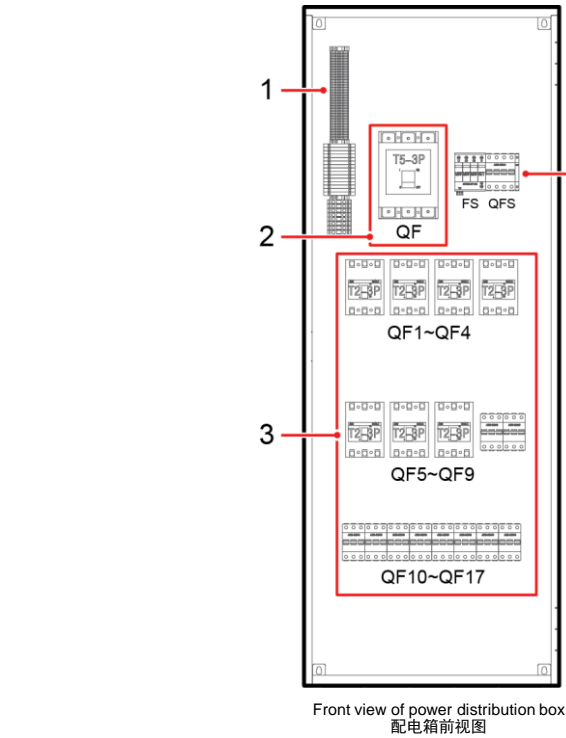 1
T5-3P
FS QFS
2
QF
T2-3P T2-3P T2-3P T2-3P
QF1~QF4
3
T2-3P T2-3P T2-3P
QF5~QF9
QF10~QF17
Front view of power distribution box
配电箱前视图